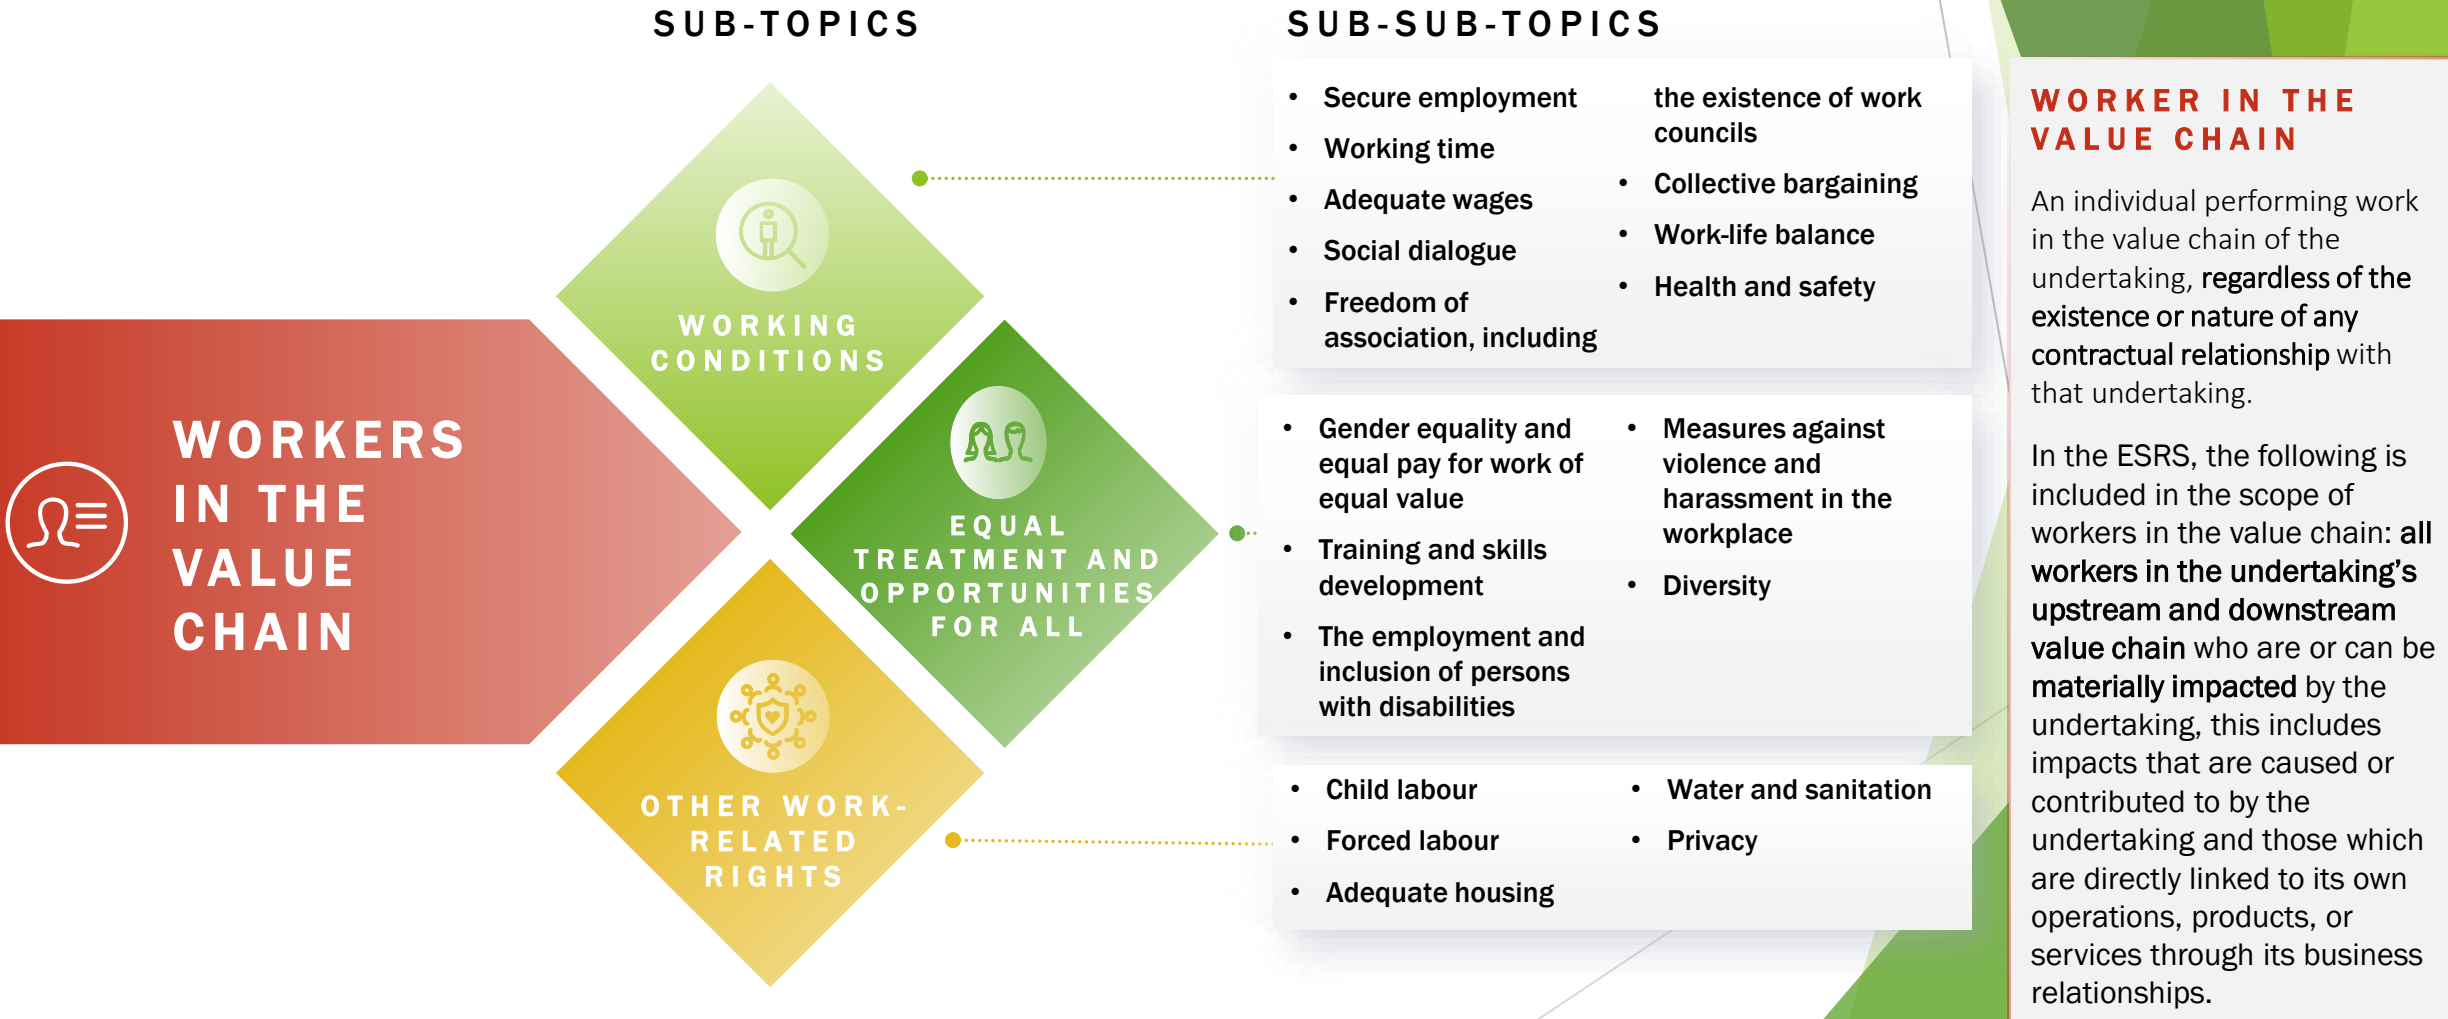 SUB-TOPICS
SUB-SUB-TOPICS
WORKERS
IN THE
VALUE
CHAIN
WORKING
CONDITIONS
EQUAL
TREATMENT AND
OPPORTUNITIES
FOR ALL
OTHER WORK-
RELATED
RIGHTS
• Secure employment
• Working time
• Adequate wages
• Social dialogue
• Freedom of
association, including
the existence of work
councils
• Collective bargaining
• Work-life balance
• Health and safety
• Gender equality and
equal pay for work of
equal value
• Training and skills
development
• The employment and
inclusion of persons
with disabilities
• Measures against
violence and
harassment in the
workplace
• Diversity
• Child labour
• Forced labour
• Adequate housing
• Water and sanitation
• Privacy
WORKER IN THE
VALUE CHAIN
An individual performing work
in the value chain of the
undertaking, regardless of the
existence or nature of any
contractual relationship with
that undertaking.
In the ESRS, the following is
included in the scope of
workers in the value chain: all
workers in the undertaking's
upstream and downstream
value chain who are or can be
materially impacted by the
undertaking, this includes
impacts that are caused or
contributed to by the
undertaking and those which
are directly linked to its own
operations, products, or
services through its business
relationships.